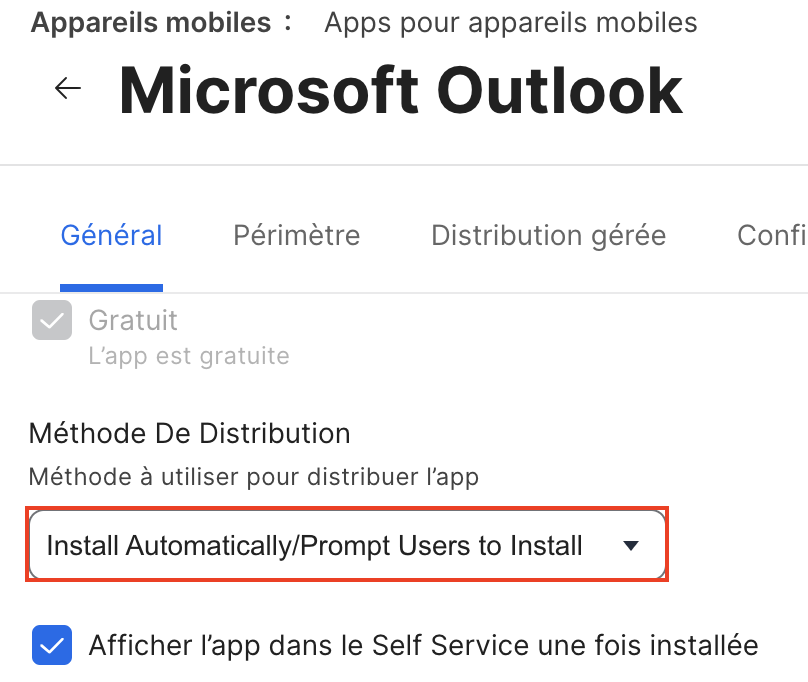 Appareils mobiles : Apps pour appareils mobiles
← Microsoft Outlook
Général Périmètre Distribution gérée Confi
Gratuit
L’app est gratuite
Méthode De Distribution
Méthode à utiliser pour distribuer l’app
Install Automatically/Prompt Users to Install
Afficher l’app dans le Self Service une fois installée